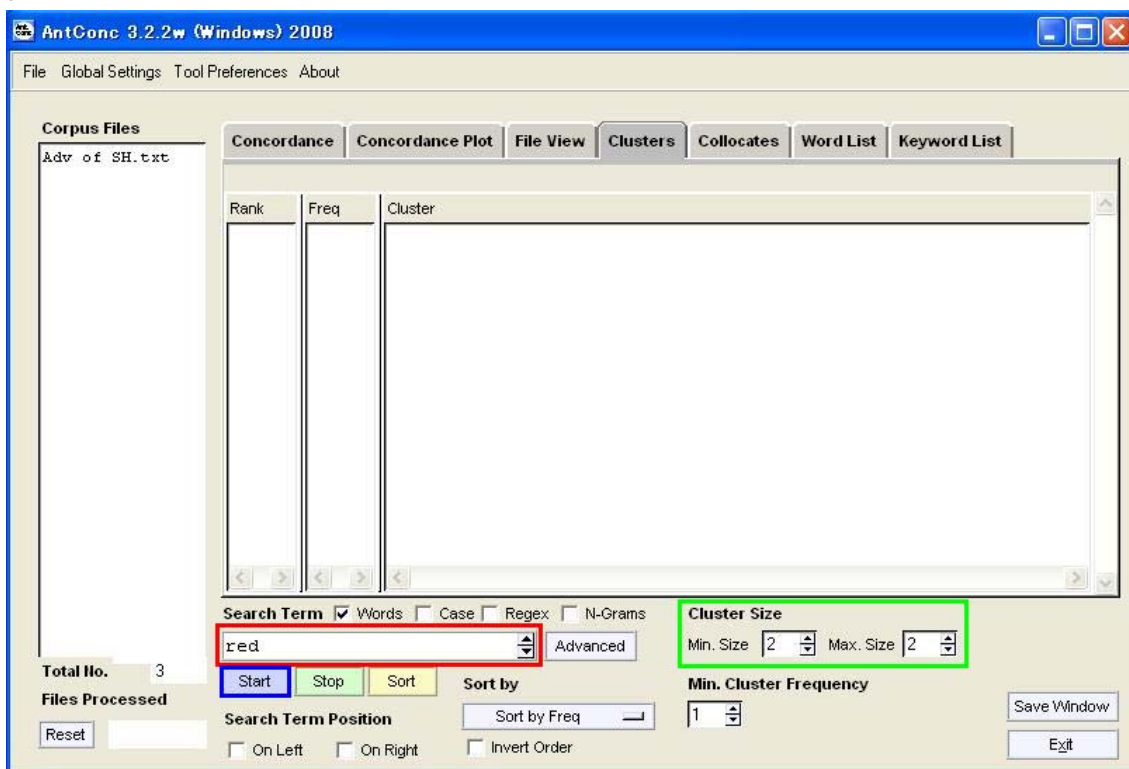 AntConc 3.2.2w (Windows) 2008
File Global Settings Tool Preferences About
Corpus Files
Adv of SH.txt
Concordance Concordance Plot File View Clusters Collocates Word List Keyword List
Rank Freq Cluster
Search Term Words Case Regex N-Grams
Cluster Size
red Advanced
Min. Size 2 Max. Size 2
Total No. 3
Start Stop Sort Sort by
Min. Cluster Frequency
Files Processed
Search Term Position
Sort by Freq
1
Save Window
Reset
On Left On Right Invert Order
Exit